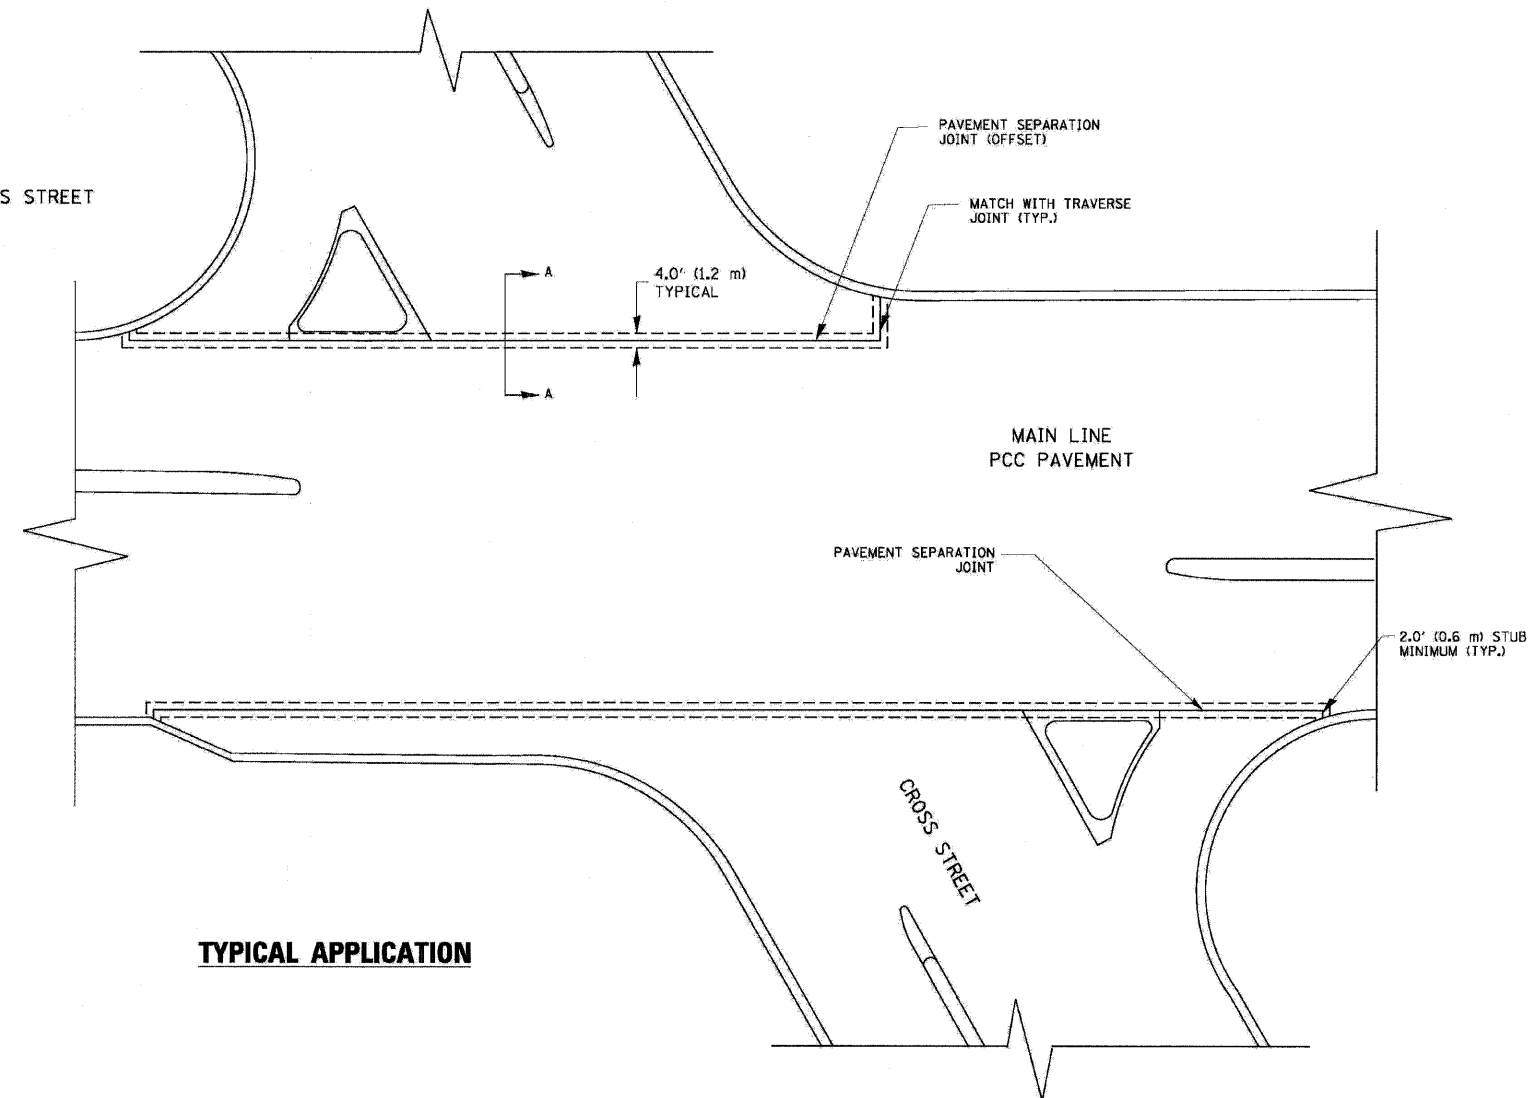 PAVEMENT SEPARATION
JOINT (OFFSET)
S STREET
MATCH WITH TRAVERSE
JOINT (TYP.)
A
4.0' (1.2 m)
TYPICAL
A
MAIN LINE
PCC PAVEMENT
PAVEMENT SEPARATION
JOINT
2.0' (0.6 m) STUB
MINIMUM (TYP.)
CROSS STREET
TYPICAL APPLICATION